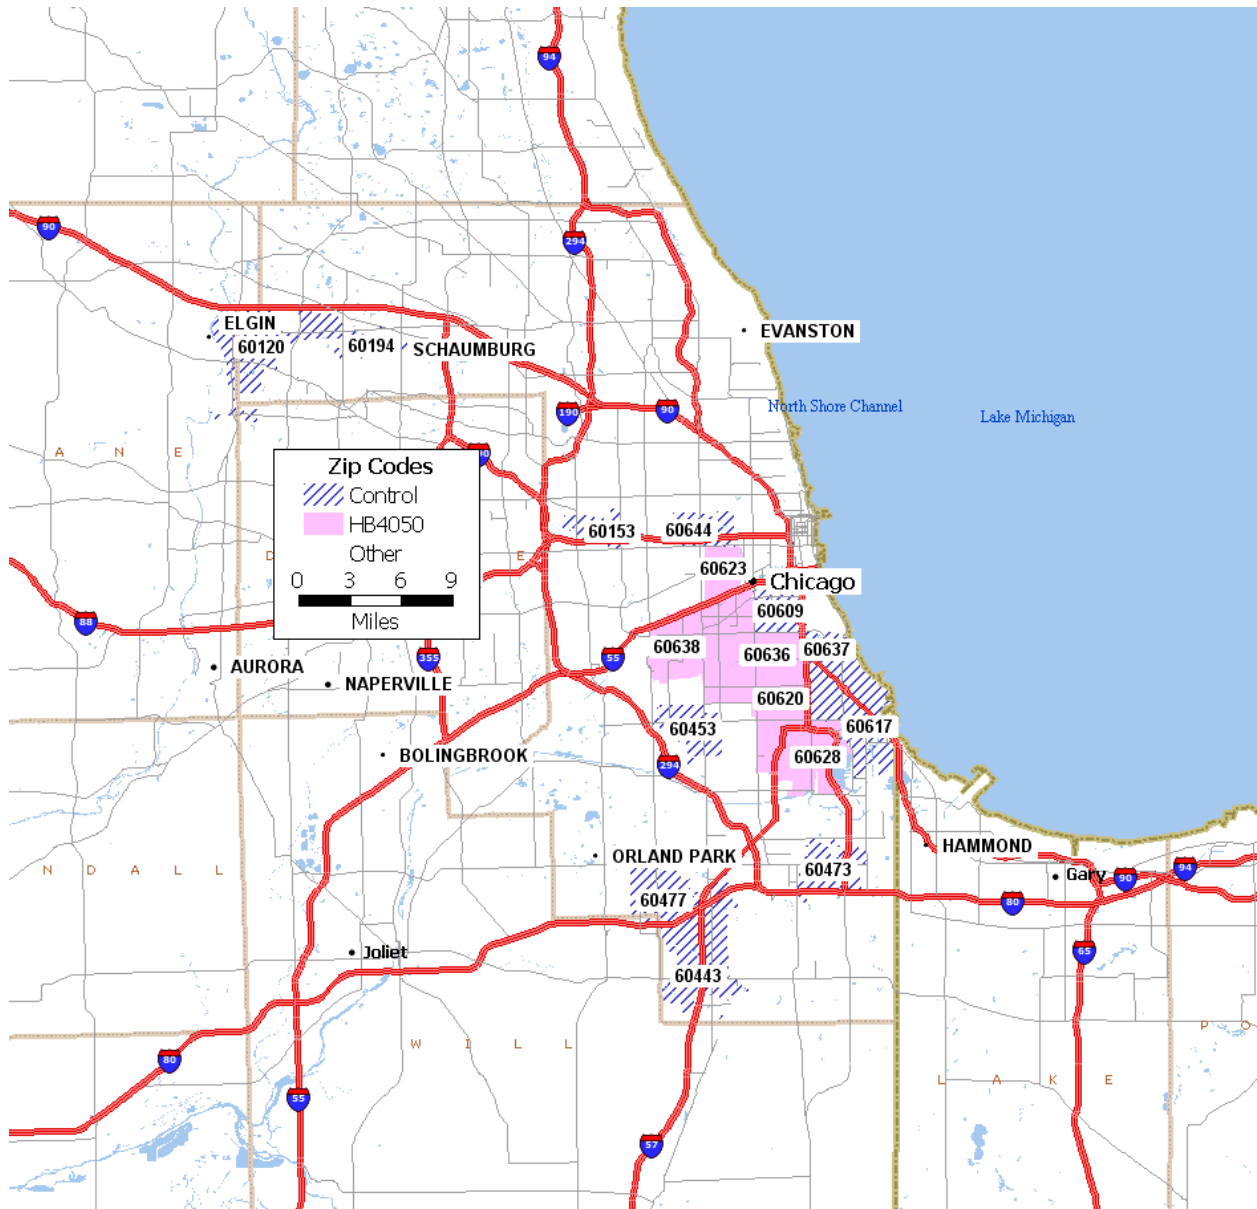 94
90
294
ELGIN
60120
60194
SCHAUMBURG
EVANSTON
190
90
North Shore Channel
Lake Michigan
A N E
Zip Codes
Control
HB4050
Other
0 3 6 9
Miles
D
E
60153
60644
60623
Chicago
60609
88
355
55
60638
60636
60637
AURORA
NAPERVILLE
60620
60453
60617
BOLINGBROOK
294
60628
ORLAND PARK
HAMMOND
60473
N D A L L
Gary
90
94
60477
80
Joliet
65
60443
W I L L
P O
80
L A K E
55
57